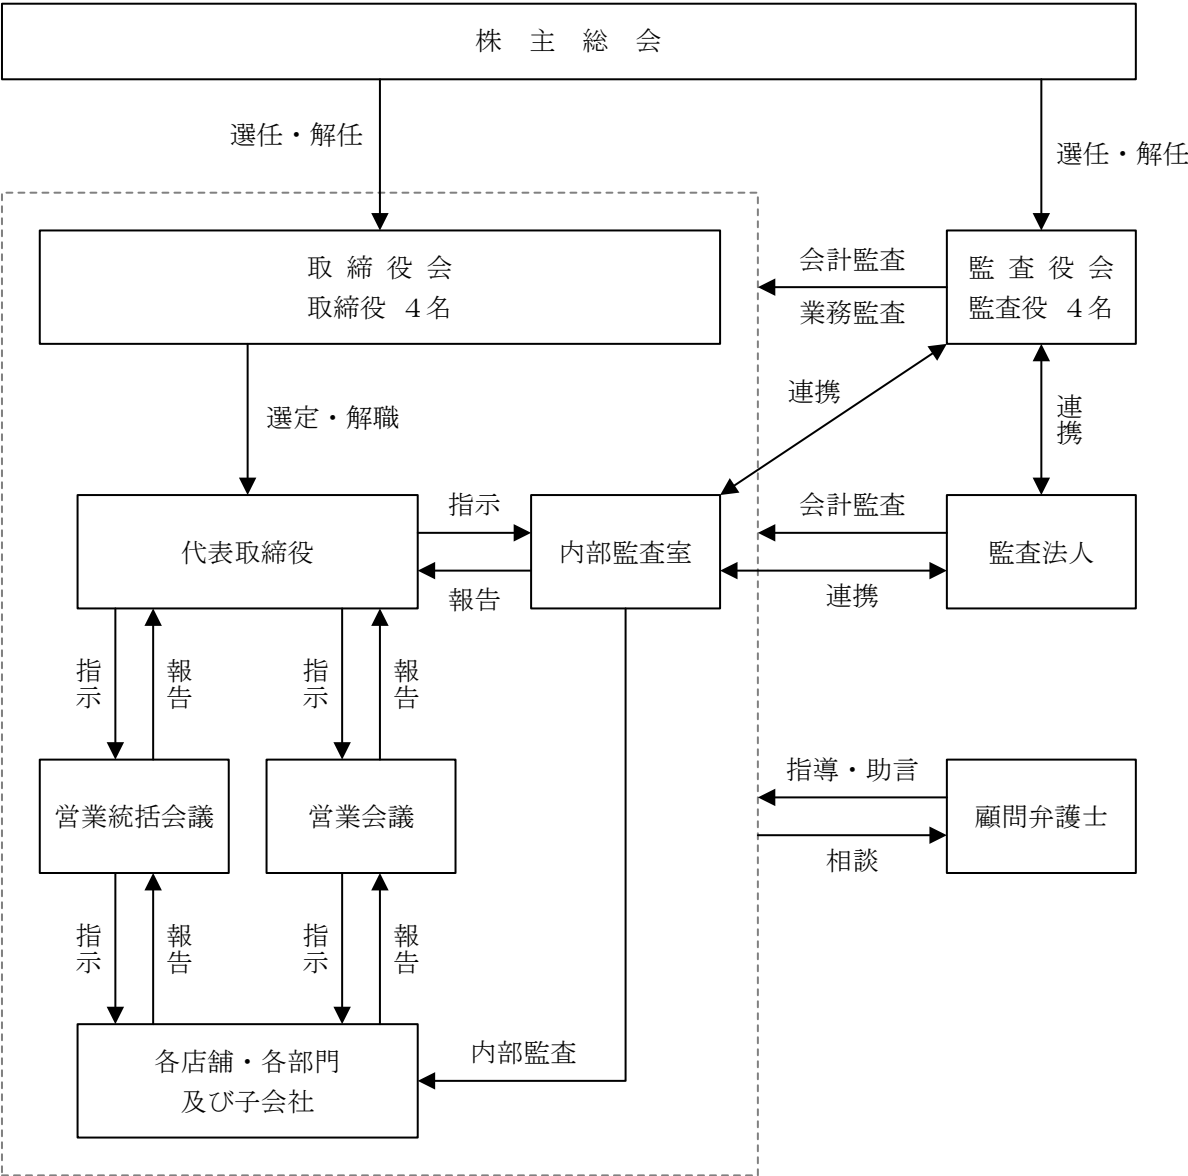 株 主 総 会
選任・解任
選任・解任
取 締 役 会
取締役 ４名
会計監査
業務監査
監 査 役 会
監査役 ４名
連携
連携
選定・解職
代表取締役
指示
報告
内部監査室
会計監査
連携
監査法人
指示
報告
指示
報告
営業統括会議
営業会議
指導・助言
相談
顧問弁護士
指示
報告
指示
報告
各店舗・各部門
及び子会社
内部監査